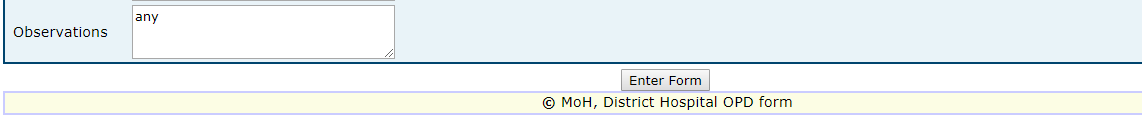 any
Observations
Enter Form
© MoH, District Hospital OPD form